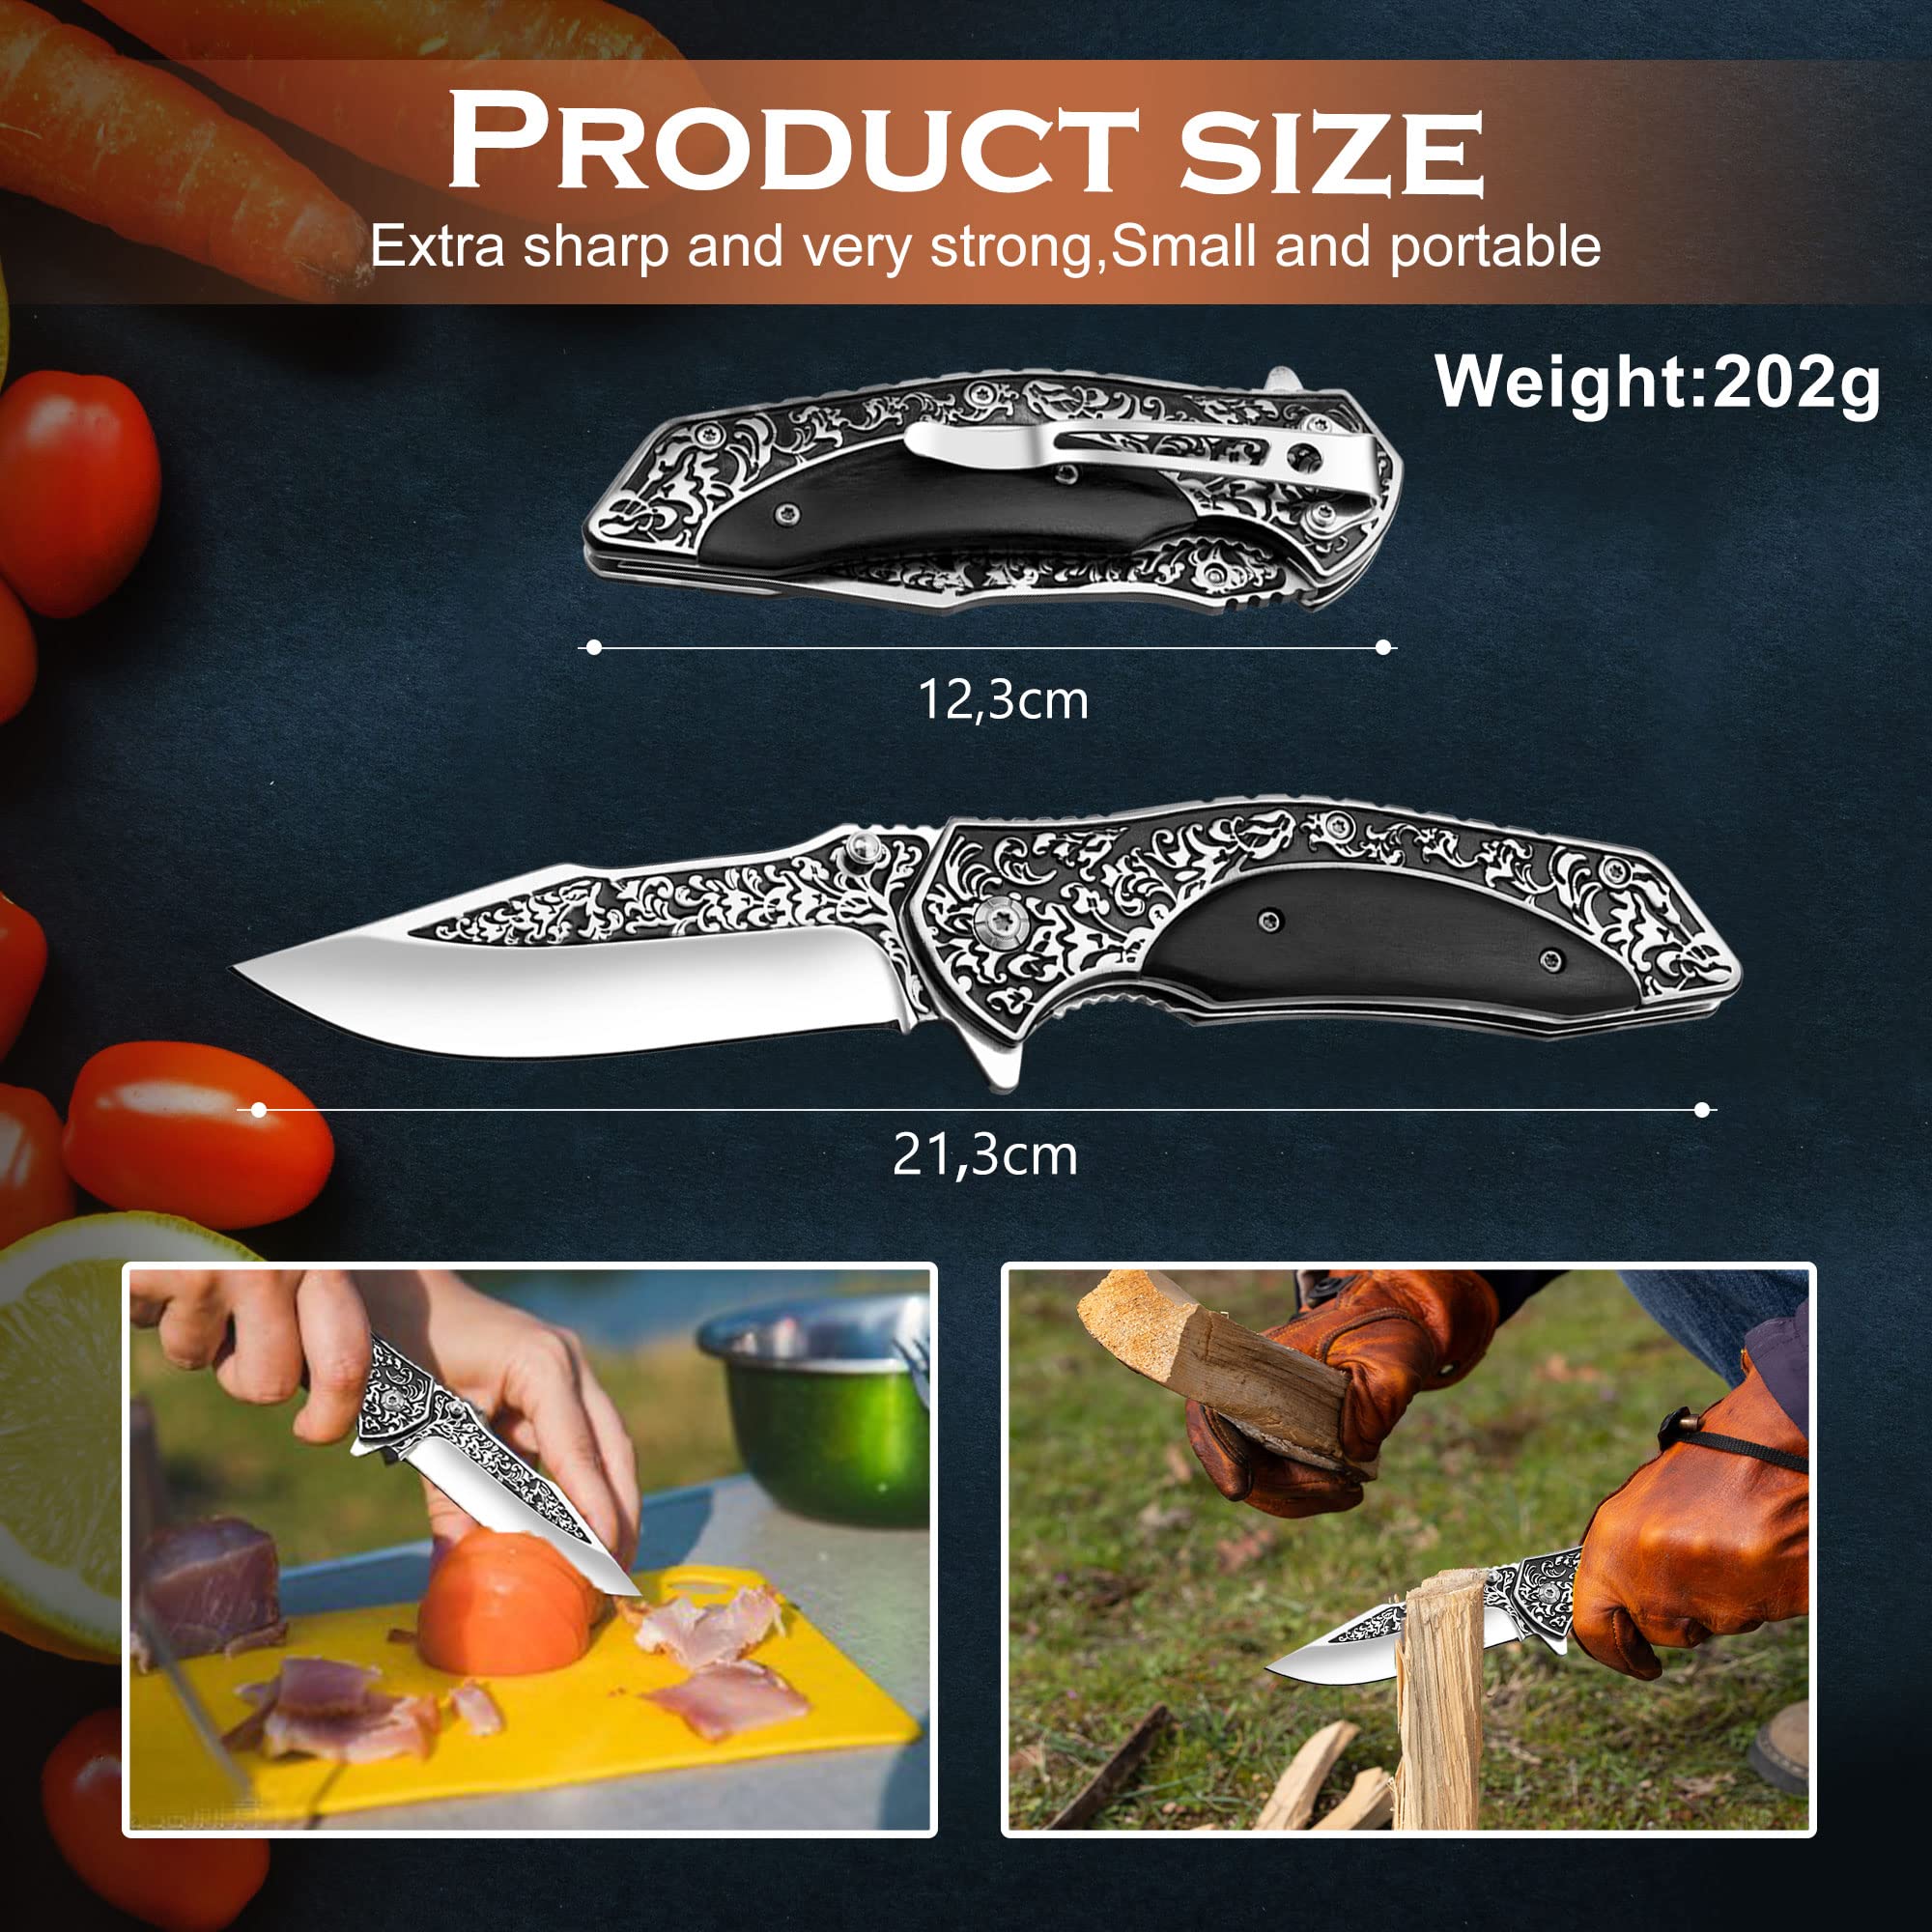 PRODUCT SIZE
Extra sharp and very strong,Small and portable
Weight:202g
12,3cm
21,3cm